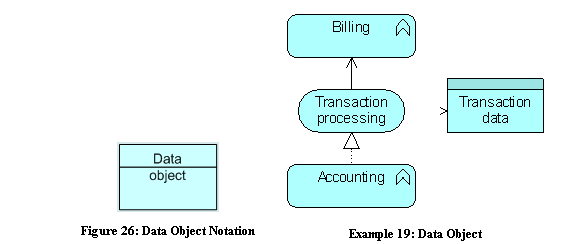 Billing
Transaction
processing
Transaction
data
Data
object
Accounting
Figure 26: Data Object Notation
Example 19: Data Object